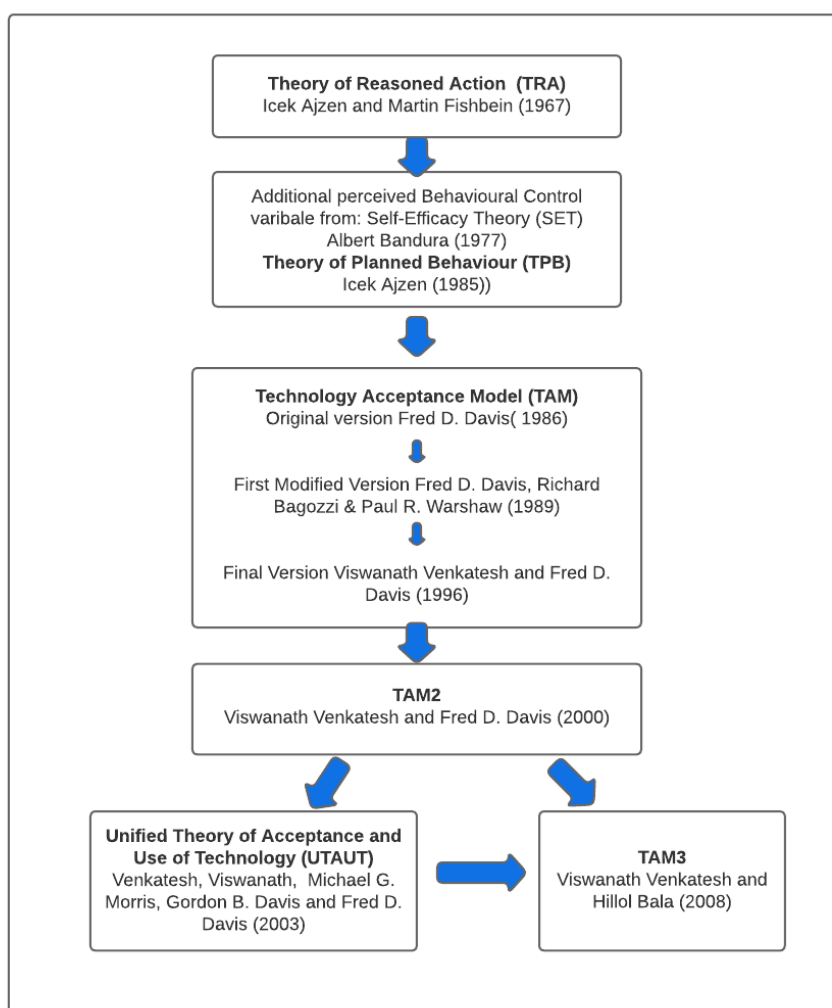 Theory of Reasoned Action (TRA)
Icek Ajzen and Martin Fishbein (1967)
Additional perceived Behavioural Control
varibale from: Self-Efficacy Theory (SET)
Albert Bandura (1977)
Theory of Planned Behaviour (TPB)
Icek Ajzen (1985))
Technology Acceptance Model (TAM)
Original version Fred D. Davis( 1986)
First Modified Version Fred D. Davis, Richard
Bagozzi & Paul R. Warshaw (1989)
Final Version Viswanath Venkatesh and Fred D.
Davis (1996)
TAM2
Viswanath Venkatesh and Fred D. Davis (2000)
Unified Theory of Acceptance and
Use of Technology (UTAUT)
Venkatesh, Viswanath, Michael G.
Morris, Gordon B. Davis and Fred D.
Davis (2003)
TAM3
Viswanath Venkatesh and
Hillol Bala (2008)